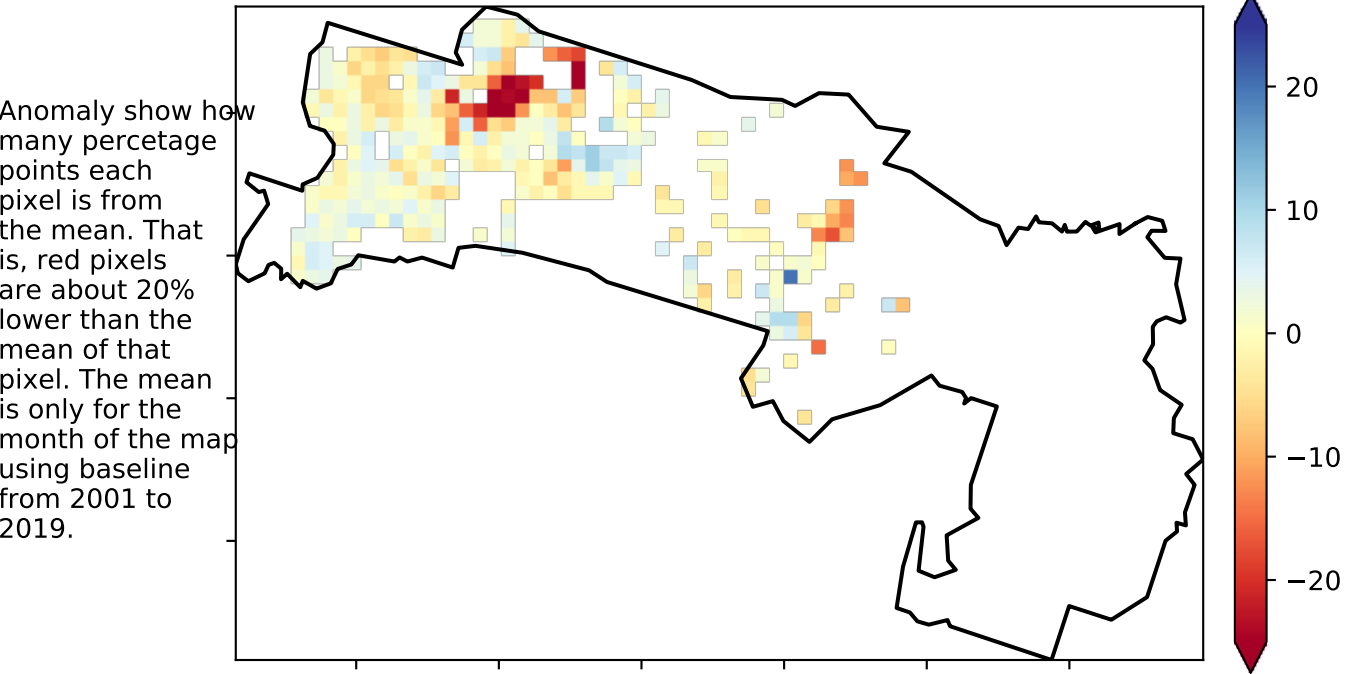 Anomaly show how
many percetage
points each
pixel is from
the mean. That
is, red pixels
are about 20%
lower than the
mean of that
pixel. The mean
is only for the
month of the map
using baseline
from 2001 to
2019.
20
10
0
−10
−20